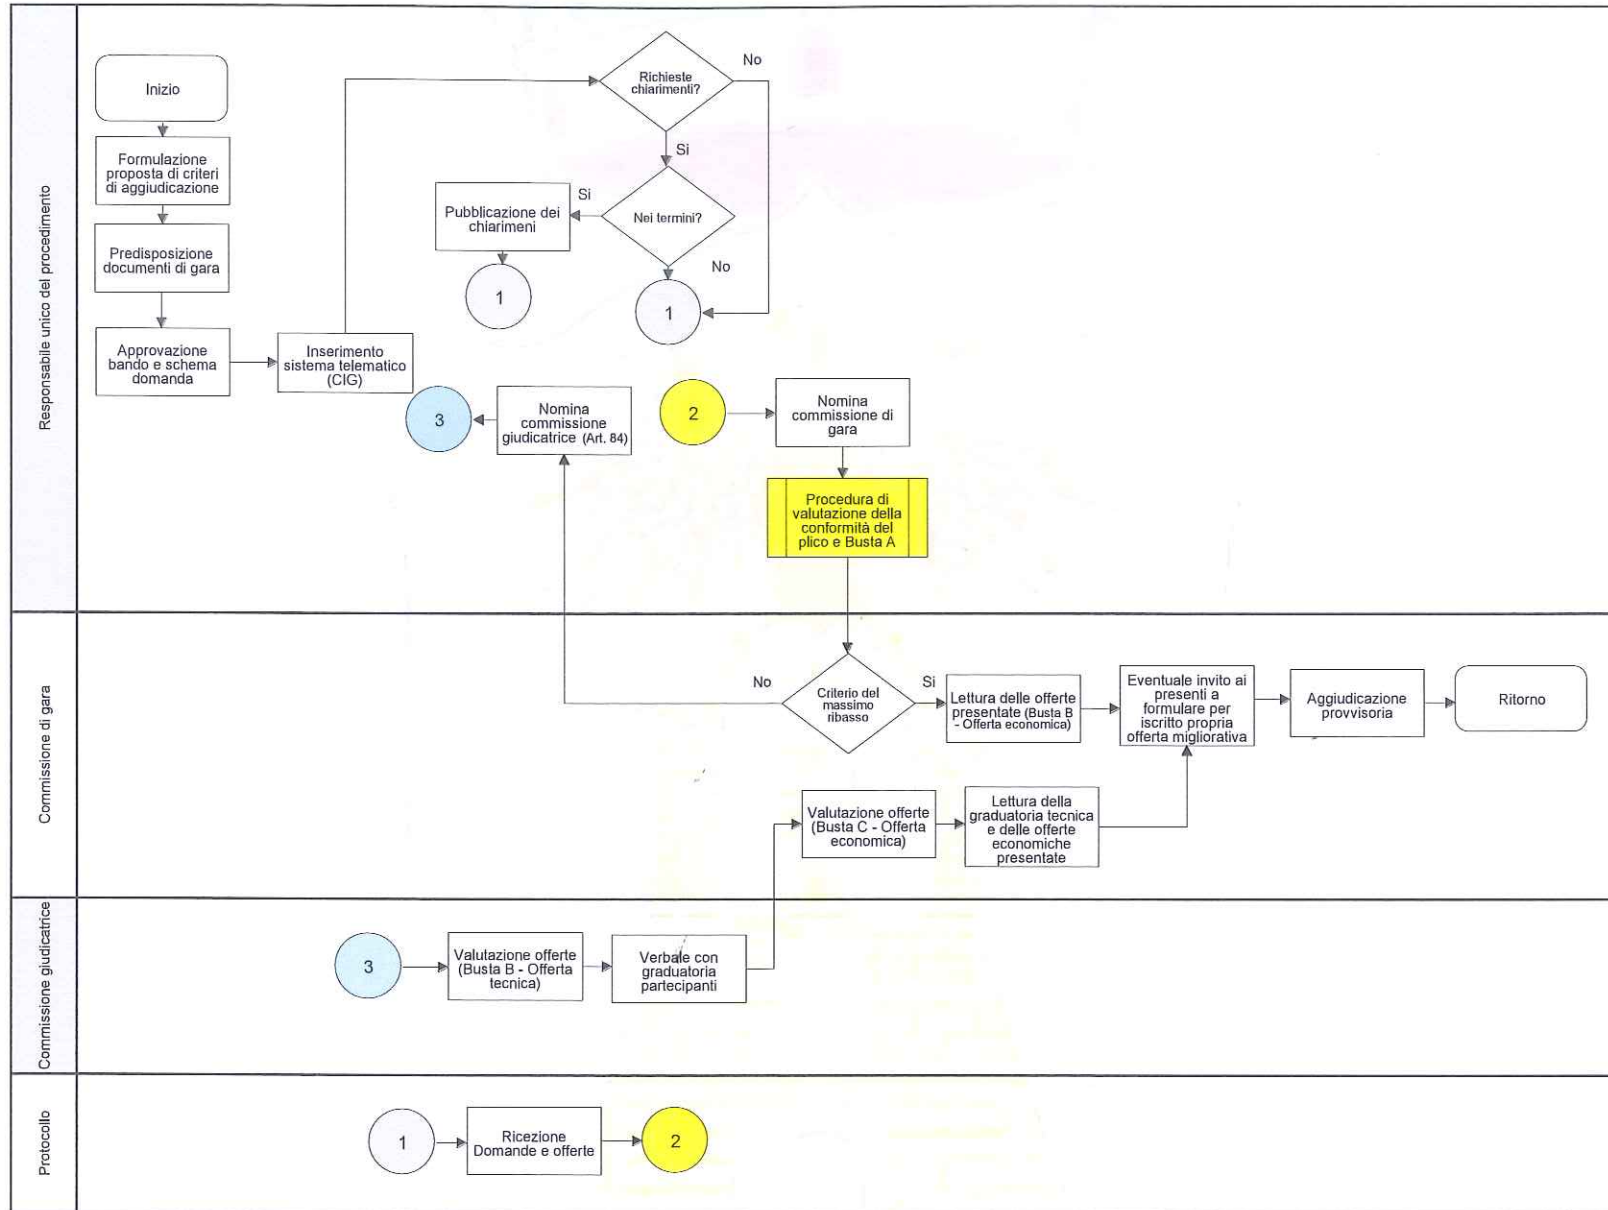 Responsabile unico del procedimento
Inizio
Formulazione
proposta di criteri
di aggiudicazione
Predisposizione
documenti di gara
Approvazione
bando e schema
domanda
Inserimento
sistema telematico
(CIG)
Richieste
chiarimenti?
No
Si
Nei termini?
Si
No
Pubblicazione dei
chiarimeni
1
1
3
Nomina
commissione
giudicatrice (Art. 84)
2
Nomina
commissione di
gara
Procedura di
valutazione della
conformità del
plico e Busta A
Commissione di gara
No
Criterio del
massimo
ribasso
Si
Lettura delle offerte
presentate (Busta B
- Offerta economica)
Eventuale invito ai
presenti a
formulare per
iscritto propria
offerta migliorativa
Aggiudicazione
provvisoria
Ritorno
Valutazione offerte
(Busta C - Offerta
economica)
Lettura della
graduatoria tecnica
e delle offerte
economiche
presentate
Commissione giudicatrice
3
Valutazione offerte
(Busta B - Offerta
tecnica)
Verbale con
graduatoria
partecipanti
Protocollo
1
Ricezione
Domande e offerte
2